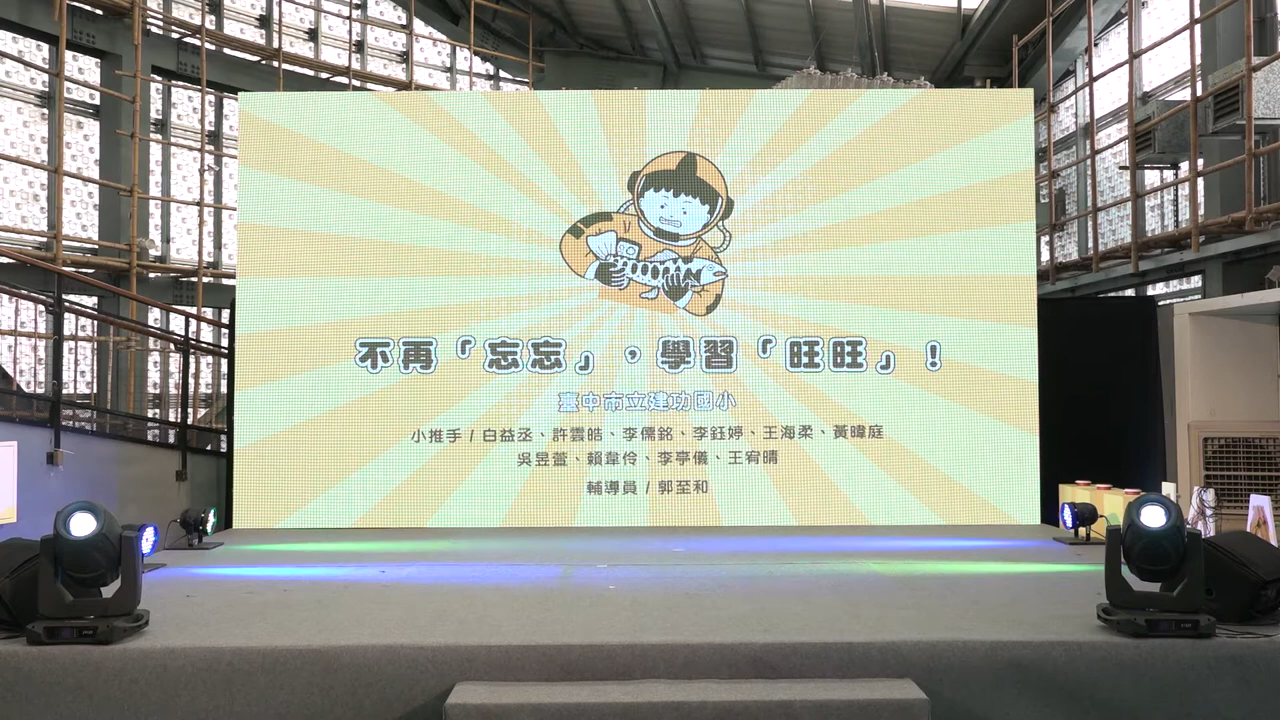 不再「忘忘」，學習「旺旺」！
臺中市立建功國小
小推手 / 白益丞、許雲皓、李儒銘、李鈺婷、王海柔、黃暐庭
吳昱萱、賴韋伶、李亭儀、王宥晴
輔導員 / 郭至和